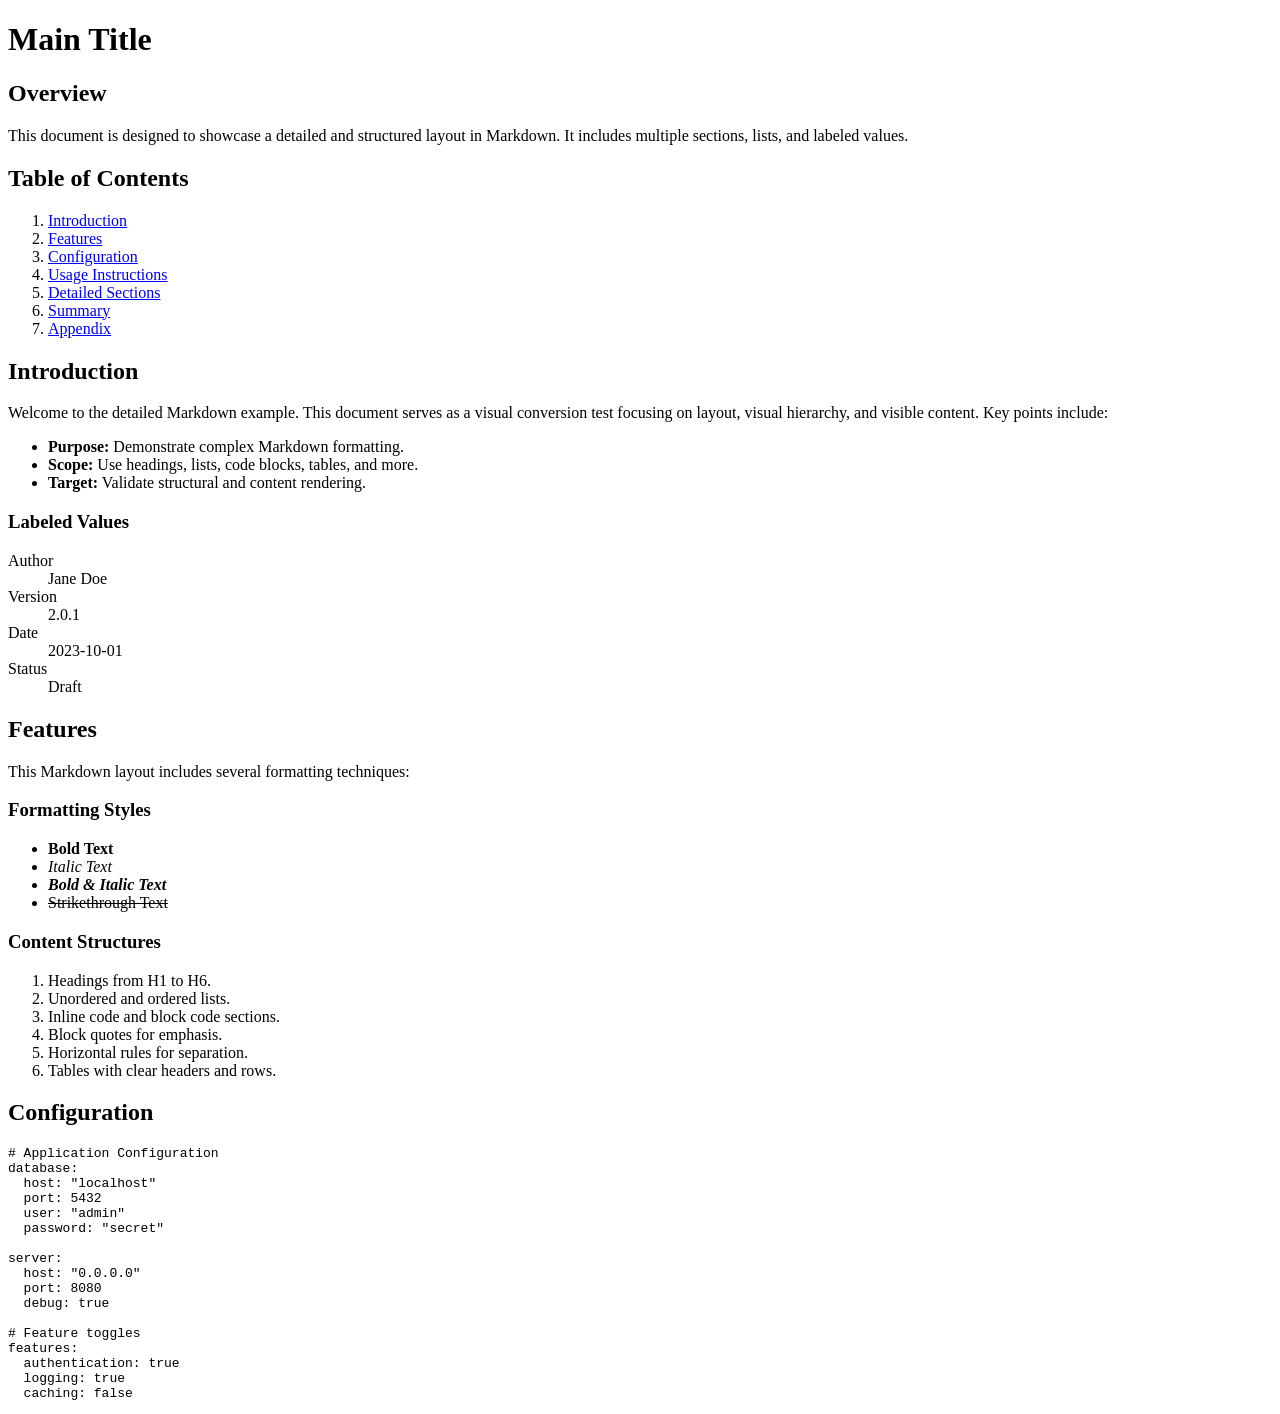 Main Title
Overview
This document is designed to showcase a detailed and structured layout in Markdown. It includes multiple sections, lists, and labeled values.
Table of Contents
1. Introduction
2. Features
3. Configuration
4. Usage Instructions
5. Detailed Sections
6. Summary
7. Appendix
Introduction
Welcome to the detailed Markdown example. This document serves as a visual conversion test focusing on layout, visual hierarchy, and visible content. Key points include:
• Purpose: Demonstrate complex Markdown formatting.
• Scope: Use headings, lists, code blocks, tables, and more.
• Target: Validate structural and content rendering.
Labeled Values
Author
Jane Doe
Version
2.0.1
Date
2023-10-01
Status
Draft
Features
This Markdown layout includes several formatting techniques:
Formatting Styles
• Bold Text
• Italic Text
• Bold & Italic Text
• Strikethrough Text
Content Structures
1. Headings from H1 to H6.
2. Unordered and ordered lists.
3. Inline code and block code sections.
4. Block quotes for emphasis.
5. Horizontal rules for separation.
6. Tables with clear headers and rows.
Configuration
# Application Configuration
database:
  host: "localhost"
  port: 5432
  user: "admin"
  password: "secret"

server:
  host: "0.0.0.0"
  port: 8080
  debug: true

# Feature toggles
features:
  authentication: true
  logging: true
  caching: false